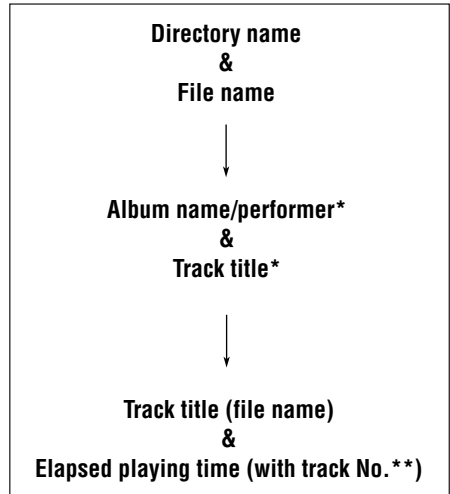 Directory name
&
File name
Album name/performer*
&
Track title*
Track title (file name)
&
Elapsed playing time (with track No.**)